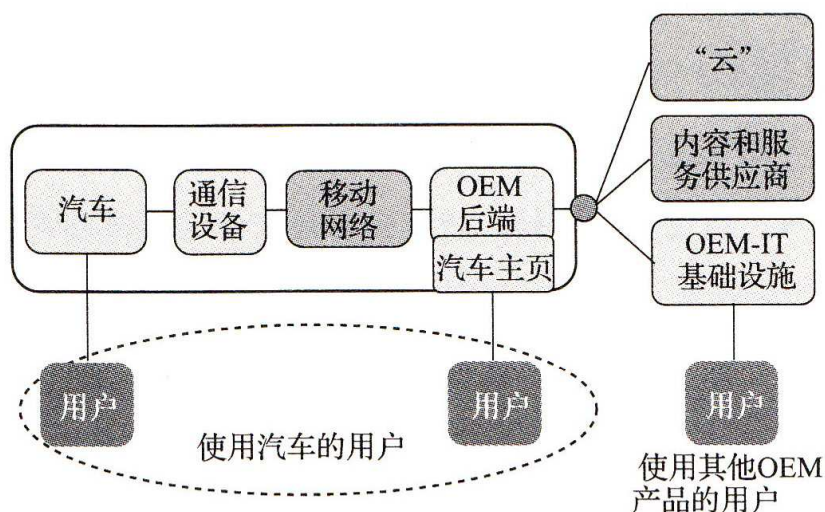 “云”
内容和服
务供应商
汽车
通信
设备
移动
网络
OEM
后端
汽车主页
OEM-IT
基础设施
用户
用户
用户
使用汽车的用户
使用其他OEM
产品的用户